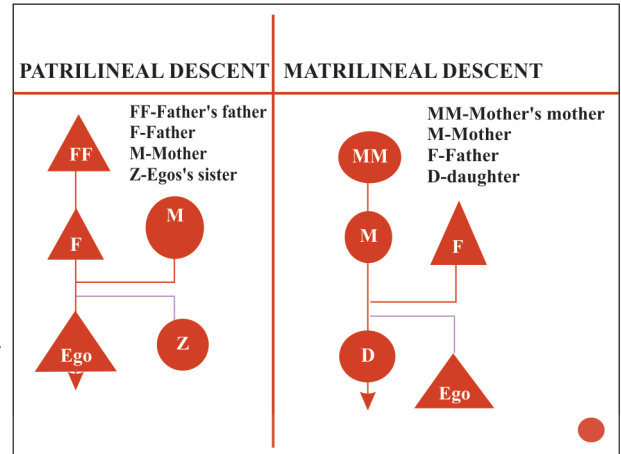 PATRILINEAL DESCENT
FF-Father's father
F-Father
M-Mother
Z-Egos's sister
FF
M
F
Ego
Z
MATRILINEAL DESCENT
MM-Mother's mother
M-Mother
F-Father
D-daughter
MM
M
F
D
Ego